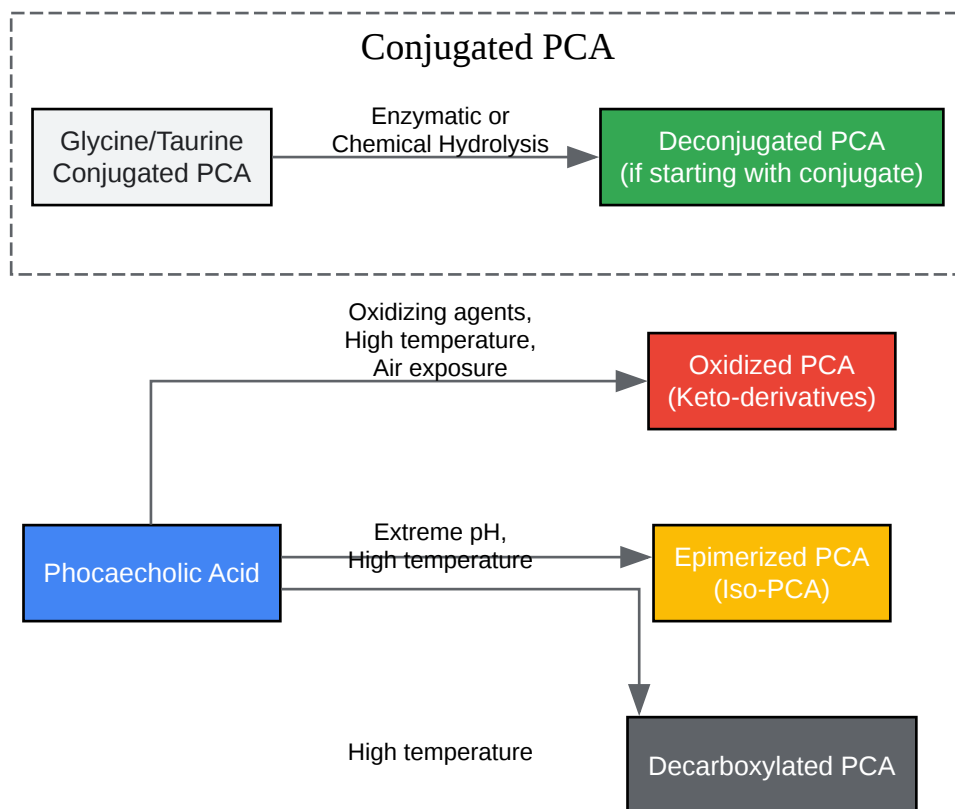 Conjugated PCA
Glycine/Taurine
Conjugated PCA
Enzymatic or
Chemical Hydrolysis
Deconjugated PCA
(if starting with conjugate)
Oxidizing agents,
High temperature,
Air exposure
Oxidized PCA
(Keto-derivatives)
Phocaecholic Acid
Extreme pH,
High temperature
Epimerized PCA
(Iso-PCA)
High temperature
Decarboxylated PCA